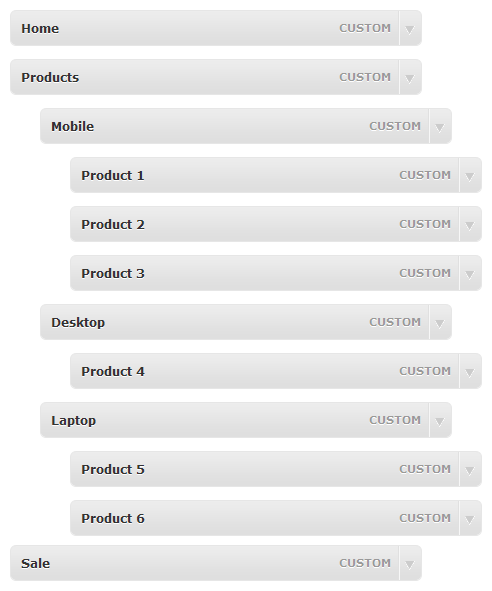 Home CUSTOM
Products CUSTOM
Mobile CUSTOM
Product 1 CUSTOM
Product 2 CUSTOM
Product 3 CUSTOM
Desktop CUSTOM
Product 4 CUSTOM
Laptop CUSTOM
Product 5 CUSTOM
Product 6 CUSTOM
Sale CUSTOM